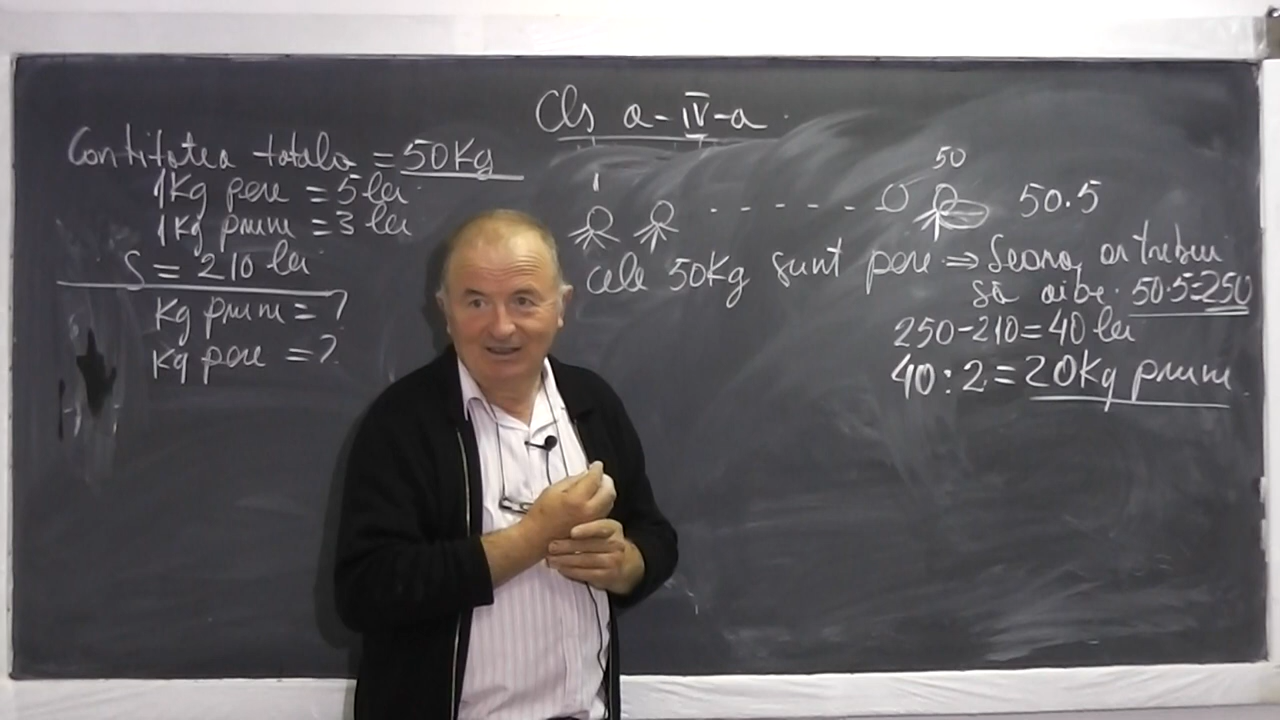 Cls a-IV-a
Contitatea totala = 50Kg
1Kg pere = 5 lei
1Kg prune = 3 lei
S = 210 lei
Kg prune = ?
Kg pere = ?
1
50
50.5
cele 50Kg sunt pere ⇒ Seara ar trebui
să aibe. 50.5=250
250-210=40 lei
40:2=20Kg prune